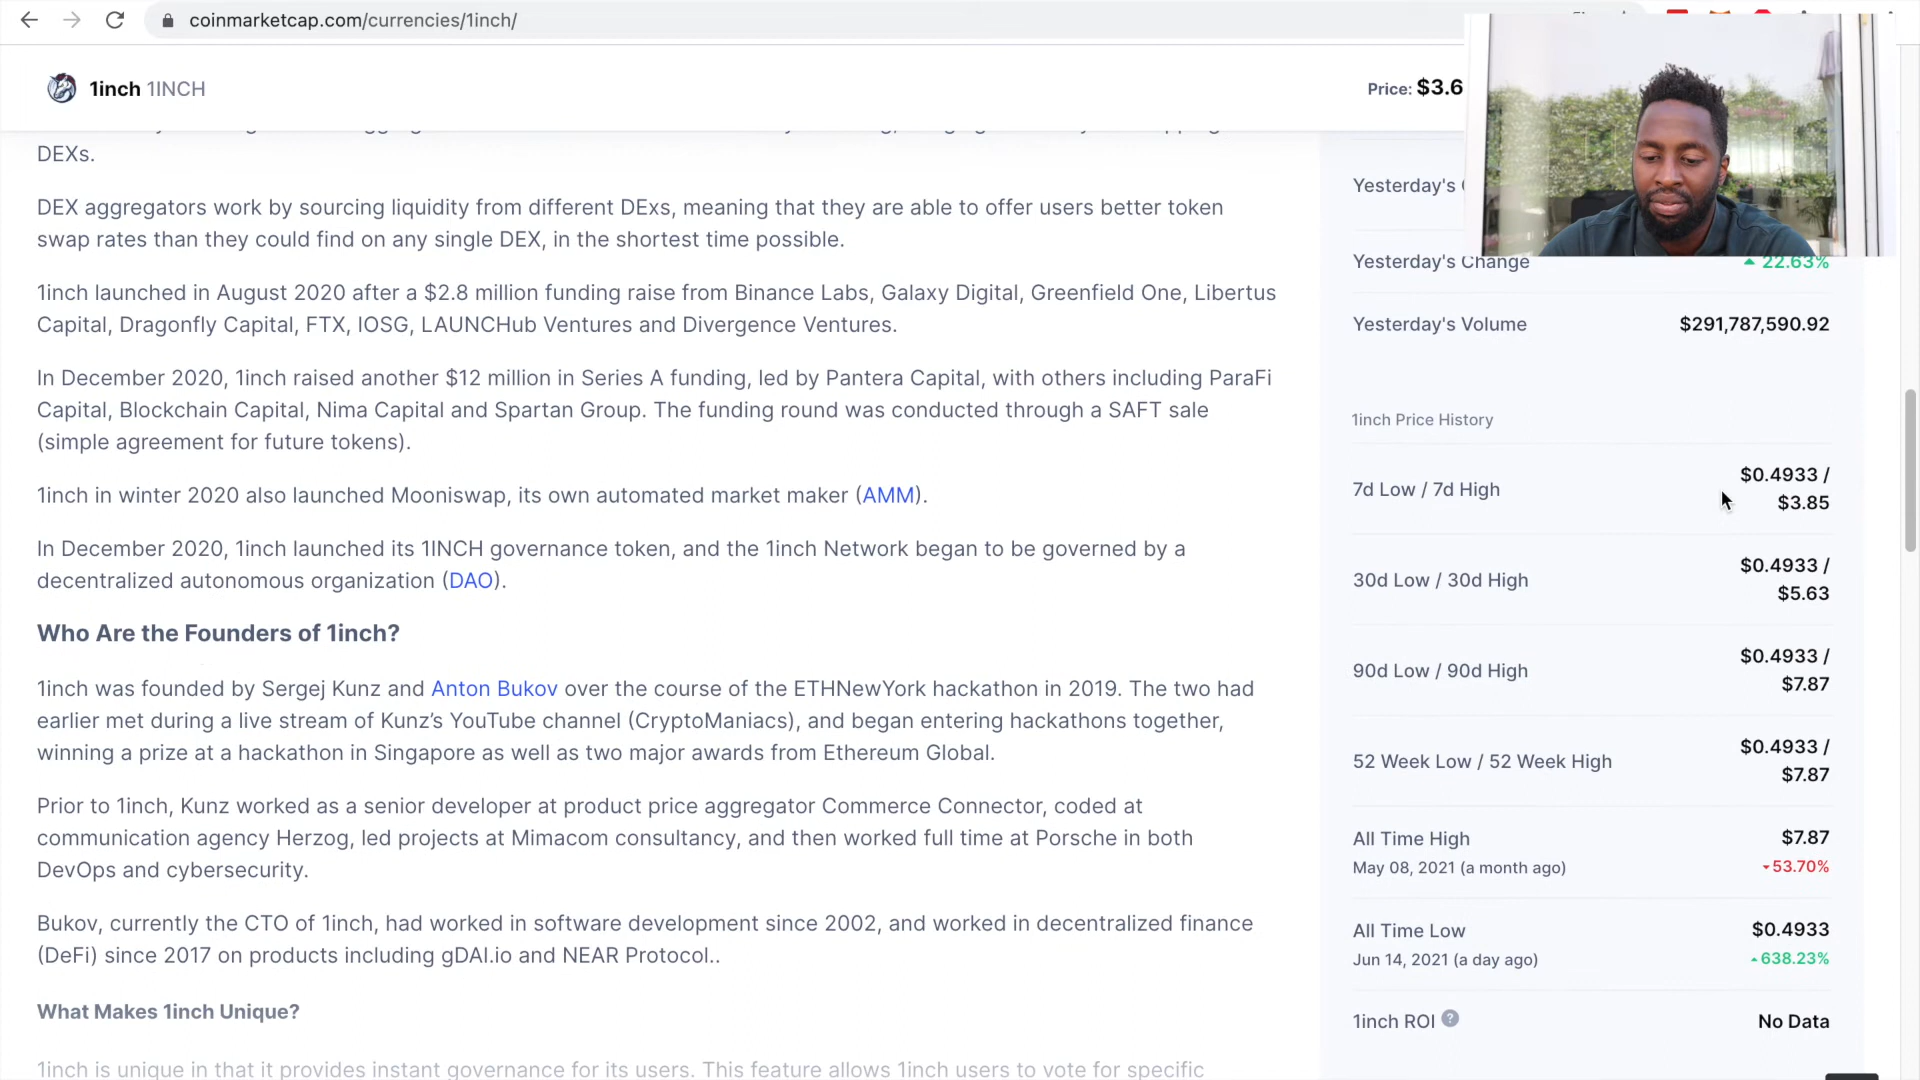 coinmarketcap.com/currencies/1inch/
1inch 1INCH
Price: $3.6
DEXs.
DEX aggregators work by sourcing liquidity from different DExs, meaning that they are able to offer users better token
swap rates than they could find on any single DEX, in the shortest time possible.
1inch launched in August 2020 after a $2.8 million funding raise from Binance Labs, Galaxy Digital, Greenfield One, Libertus
Capital, Dragonfly Capital, FTX, IOSG, LAUNCHub Ventures and Divergence Ventures.
In December 2020, 1inch raised another $12 million in Series A funding, led by Pantera Capital, with others including ParaFi
Capital, Blockchain Capital, Nima Capital and Spartan Group. The funding round was conducted through a SAFT sale
(simple agreement for future tokens).
1inch in winter 2020 also launched Mooniswap, its own automated market maker (AMM).
In December 2020, 1inch launched its 1INCH governance token, and the 1inch Network began to be governed by a
decentralized autonomous organization (DAO).
Who Are the Founders of 1inch?
1inch was founded by Sergej Kunz and Anton Bukov over the course of the ETHNewYork hackathon in 2019. The two had
earlier met during a live stream of Kunz’s YouTube channel (CryptoManiacs), and began entering hackathons together,
winning a prize at a hackathon in Singapore as well as two major awards from Ethereum Global.
Prior to 1inch, Kunz worked as a senior developer at product price aggregator Commerce Connector, coded at
communication agency Herzog, led projects at Mimacom consultancy, and then worked full time at Porsche in both
DevOps and cybersecurity.
Bukov, currently the CTO of 1inch, had worked in software development since 2002, and worked in decentralized finance
(DeFi) since 2017 on products including gDAI.io and NEAR Protocol..
What Makes 1inch Unique?
1inch is unique in that it provides instant governance for its users. This feature allows 1inch users to vote for specific
Yesterday's
Yesterday's Change
22.63%
Yesterday's Volume
$291,787,590.92
1inch Price History
7d Low / 7d High
$0.4933 /
$3.85
30d Low / 30d High
$0.4933 /
$5.63
90d Low / 90d High
$0.4933 /
$7.87
52 Week Low / 52 Week High
$0.4933 /
$7.87
All Time High
$7.87
May 08, 2021 (a month ago)
53.70%
All Time Low
$0.4933
Jun 14, 2021 (a day ago)
638.23%
1inch ROI
No Data